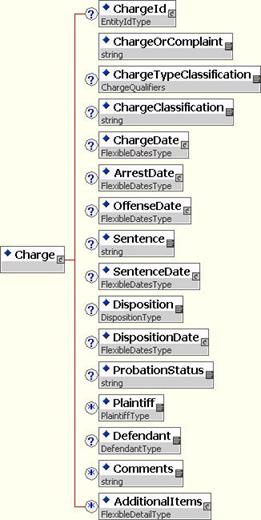 ChargeId
EntityIdType
ChargeOrComplaint
string
ChargeTypeClassification
ChargeQualifiers
ChargeClassification
string
ChargeDate
FlexibleDatesType
ArrestDate
FlexibleDatesType
OffenseDate
FlexibleDatesType
Sentence
string
Charge
SentenceDate
FlexibleDatesType
Disposition
DispositionType
DispositionDate
FlexibleDatesType
ProbationStatus
string
Plaintiff
PlaintiffType
Defendant
DefendantType
Comments
string
AdditionalItems
FlexibleDetailType